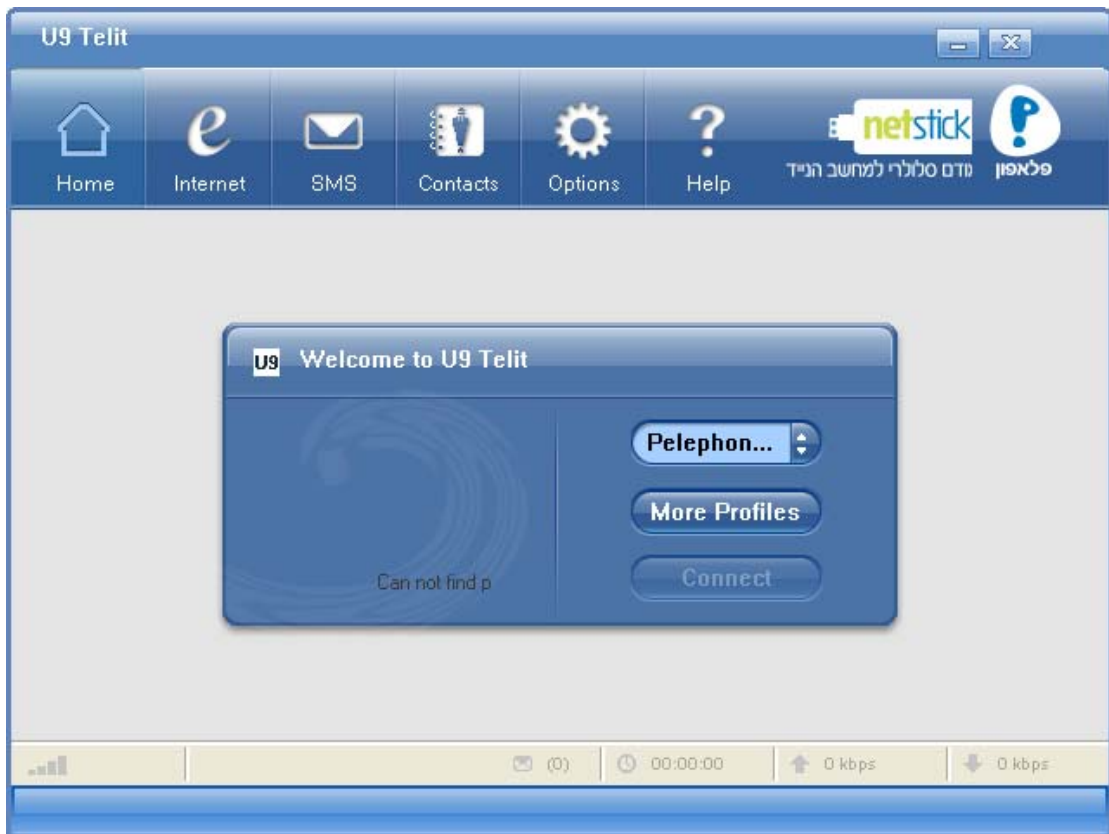 U9 Telit
Home
Internet
SMS
Contacts
Options
Help
netstick
מודם סלולרי למחשב הנייד
פלאפון
U9 Welcome to U9 Telit
Pelephon...
More Profiles
Can not find p
Connect
(0)
00:00:00
0 kbps
0 kbps